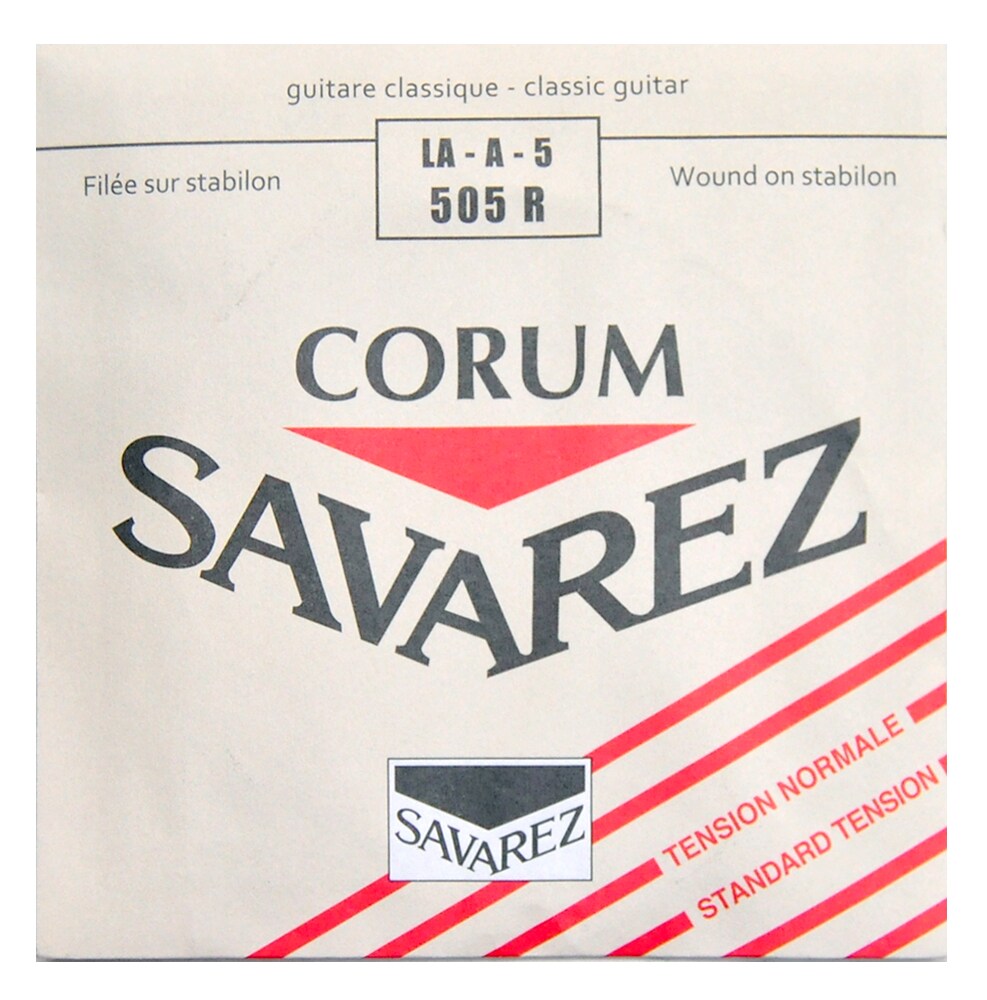 guitare classique - classic guitar
LA - A - 5
505 R
Filée sur stabilon
Wound on stabilon
CORUM
SAVAREZ
TENSION NORMALE
STANDARD TENSION
SAVAREZ